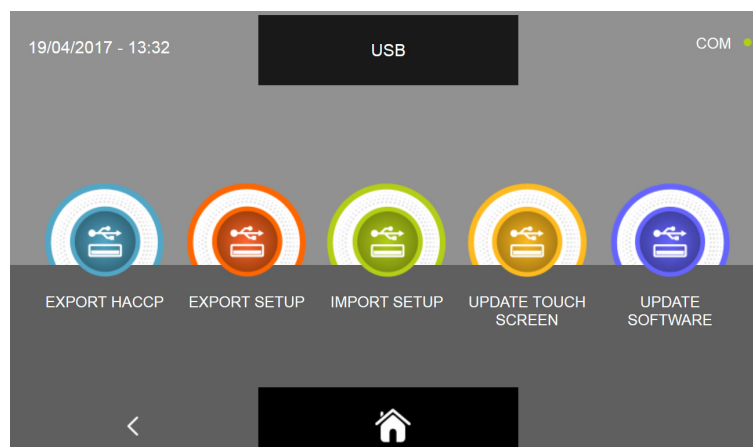 19/04/2017 - 13:32
USB
COM
EXPORT HACCP
EXPORT SETUP
IMPORT SETUP
UPDATE TOUCH
SCREEN
UPDATE
SOFTWARE